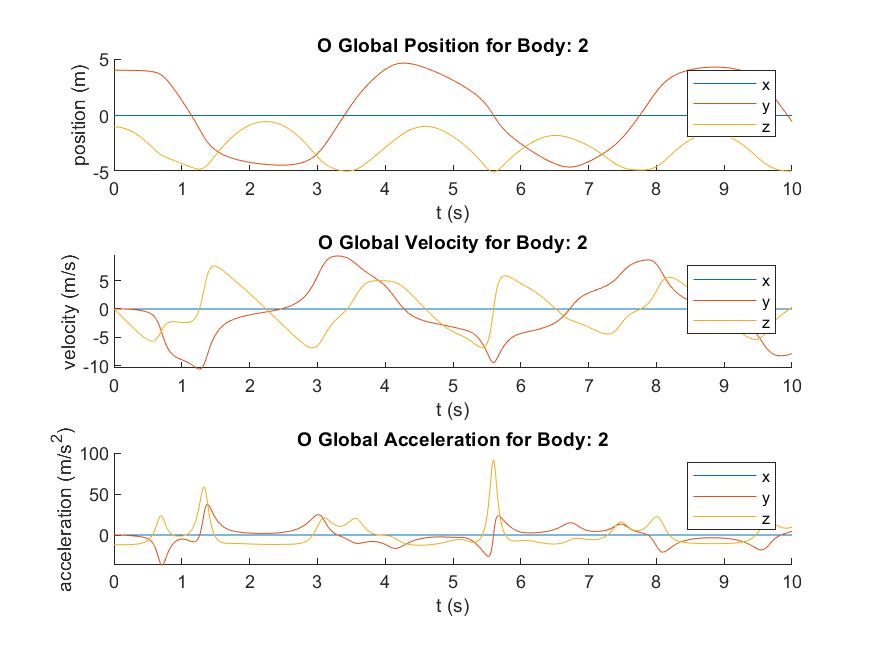 O Global Position for Body: 2
position (m)
5
0
-5
x
y
z
0 1 2 3 4 5 6 7 8 9 10
t (s)
O Global Velocity for Body: 2
velocity (m/s)
5
0
-5
-10
x
y
z
0 1 2 3 4 5 6 7 8 9 10
t (s)
O Global Acceleration for Body: 2
acceleration (m/s²)
100
50
0
x
y
z
0 1 2 3 4 5 6 7 8 9 10
t (s)